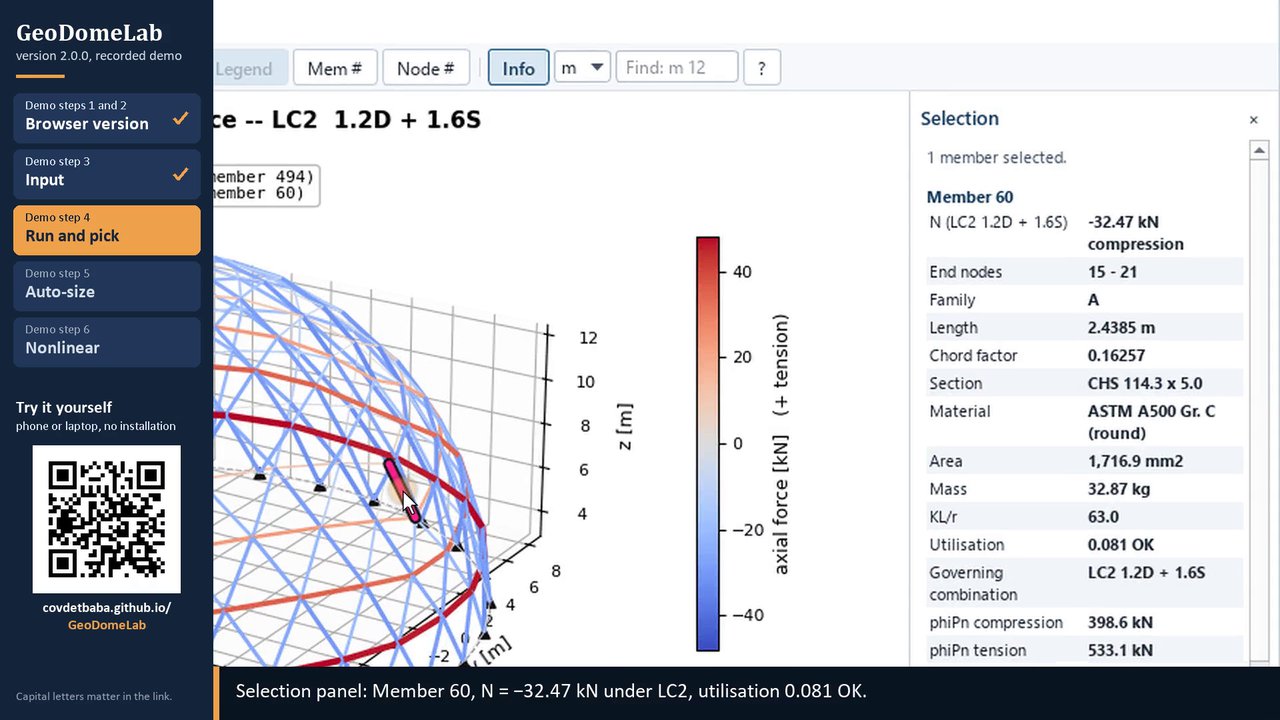 GeoDomeLab
version 2.0.0, recorded demo
Demo steps 1 and 2
Browser version
Demo step 3
Input
Demo step 4
Run and pick
Demo step 5
Auto-size
Demo step 6
Nonlinear
Try it yourself
phone or laptop, no installation
covdetbaba.github.io/
GeoDomeLab
Capital letters matter in the link.
Legend
Mem #
Node #
Info
m
Find: m 12
?
ce -- LC2 1.2D + 1.6S
ember 494)
ember 60)
12
10
8
6
4
z [m]
8
6
4
2
0
−2
[m]
40
20
0
−20
−40
axial force [kN] (+ tension)
Selection
×
1 member selected.
Member 60
N (LC2 1.2D + 1.6S) -32.47 kN
compression
End nodes 15 - 21
Family A
Length 2.4385 m
Chord factor 0.16257
Section CHS 114.3 x 5.0
Material ASTM A500 Gr. C
(round)
Area 1,716.9 mm2
Mass 32.87 kg
KL/r 63.0
Utilisation 0.081 OK
Governing LC2 1.2D + 1.6S
combination
phiPn compression 398.6 kN
phiPn tension 533.1 kN
Selection panel: Member 60, N = −32.47 kN under LC2, utilisation 0.081 OK.